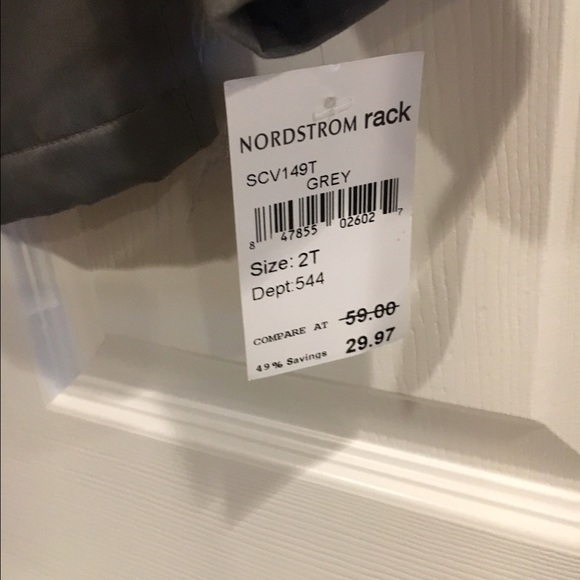 NORDSTROM rack
SCV149T
GREY
8 47855 02602 7
Size: 2T
Dept:544
COMPARE AT 59.00
49% Savings 29.97